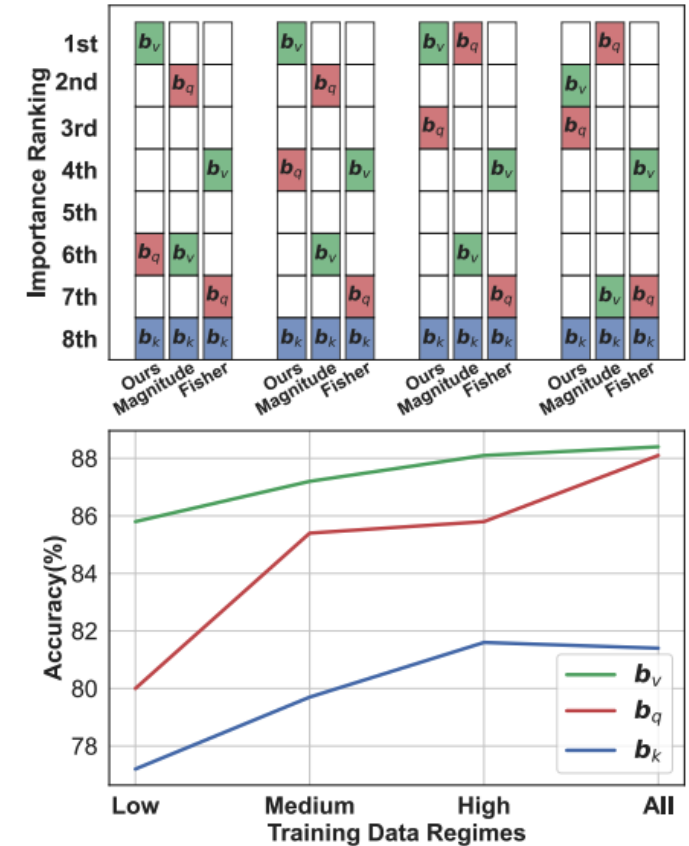 Importance Ranking
1st b_v b_v b_v b_q b_q
2nd b_q b_q b_v
3rd b_q b_q
4th b_v b_q b_v b_v b_v
5th
6th b_q b_v b_v b_v
7th b_q b_q b_q b_v b_q
8th b_k b_k b_k b_k b_k b_k b_k b_k b_k b_k b_k b_k
Ours Magnitude Fisher Ours Magnitude Fisher Ours Magnitude Fisher Ours Magnitude Fisher
Accuracy(%)
88
86
84
82
80
78
b_v
b_q
b_k
Low Medium High All
Training Data Regimes